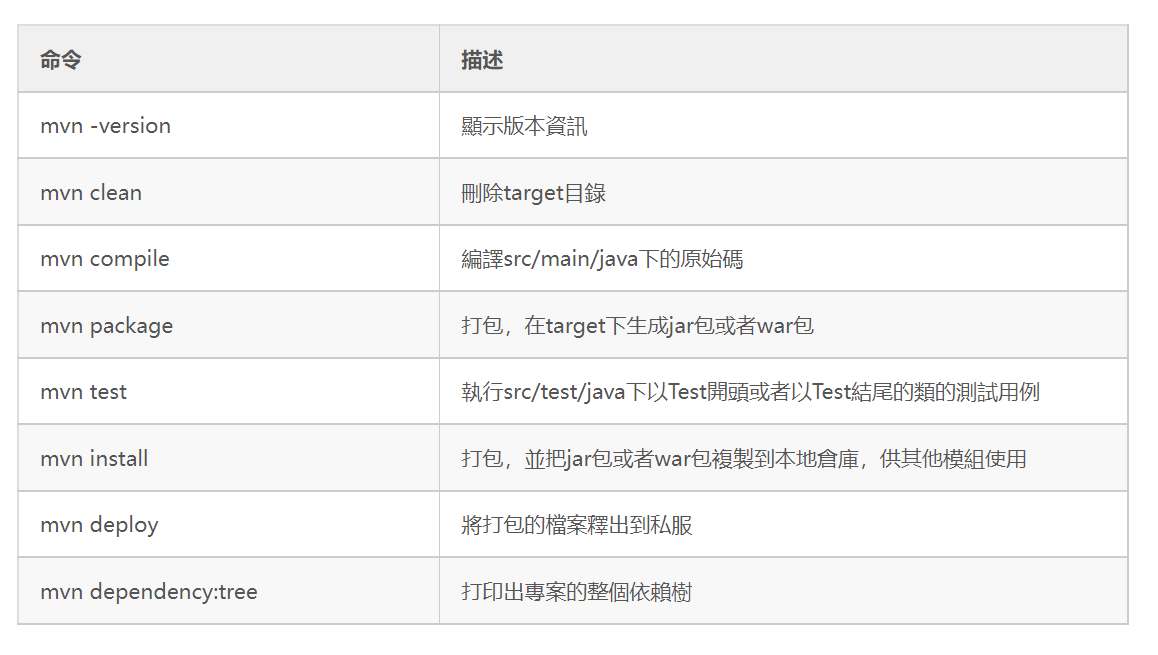 命令 描述
mvn -version 顯示版本資訊
mvn clean 刪除target目錄
mvn compile 編譯src/main/java下的原始碼
mvn package 打包，在target下生成jar包或者war包
mvn test 執行src/test/java下以Test開頭或者以Test結尾的類的測試用例
mvn install 打包，並把jar包或者war包複製到本地倉庫，供其他模組使用
mvn deploy 將打包的檔案釋出到私服
mvn dependency:tree 打印出專案的整個依賴樹